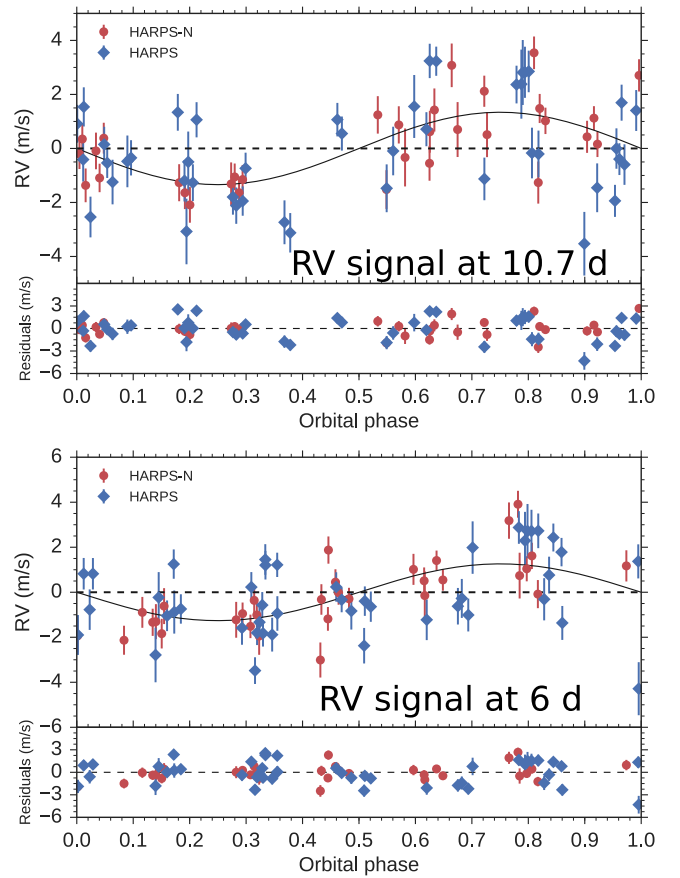 HARPS-N
HARPS
4
2
0
−2
−4
RV (m/s)
RV signal at 10.7 d
3
0
−3
−6
Residuals (m/s)
0.0 0.1 0.2 0.3 0.4 0.5 0.6 0.7 0.8 0.9 1.0
Orbital phase
6
HARPS-N
HARPS
4
2
0
−2
−4
−6
RV (m/s)
RV signal at 6 d
3
0
−3
−6
Residuals (m/s)
0.0 0.1 0.2 0.3 0.4 0.5 0.6 0.7 0.8 0.9 1.0
Orbital phase